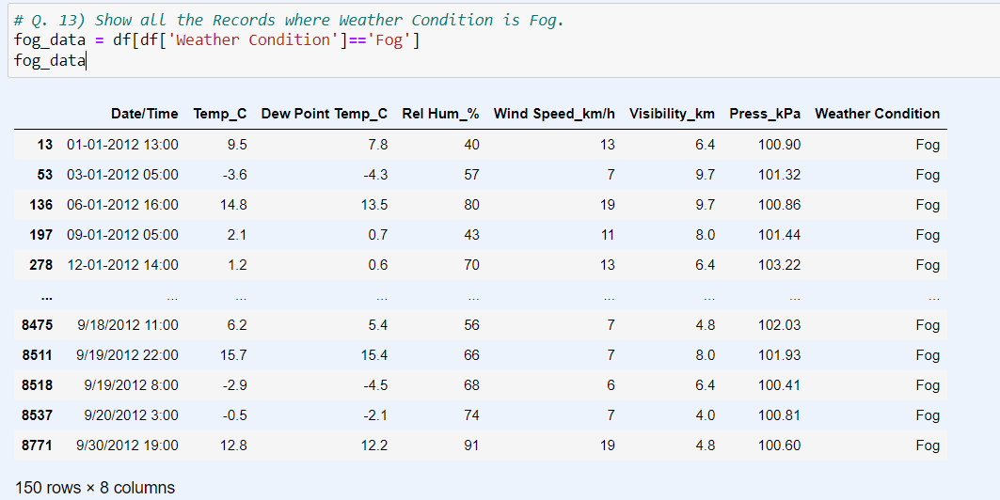 # Q. 13) Show all the Records where Weather Condition is Fog.
fog_data = df[df['Weather Condition']=='Fog']
fog_data
Date/Time Temp_C Dew Point Temp_C Rel Hum_% Wind Speed_km/h Visibility_km Press_kPa Weather Condition
13 01-01-2012 13:00 9.5 7.8 40 13 6.4 100.90 Fog
53 03-01-2012 05:00 -3.6 -4.3 57 7 9.7 101.32 Fog
136 06-01-2012 16:00 14.8 13.5 80 19 9.7 100.86 Fog
197 09-01-2012 05:00 2.1 0.7 43 11 8.0 101.44 Fog
278 12-01-2012 14:00 1.2 0.6 70 13 6.4 103.22 Fog
... ... ... ... ... ... ... ... ...
8475 9/18/2012 11:00 6.2 5.4 56 7 4.8 102.03 Fog
8511 9/19/2012 22:00 15.7 15.4 66 7 8.0 101.93 Fog
8518 9/19/2012 8:00 -2.9 -4.5 68 6 6.4 100.41 Fog
8537 9/20/2012 3:00 -0.5 -2.1 74 7 4.0 100.81 Fog
8771 9/30/2012 19:00 12.8 12.2 91 19 4.8 100.60 Fog
150 rows × 8 columns